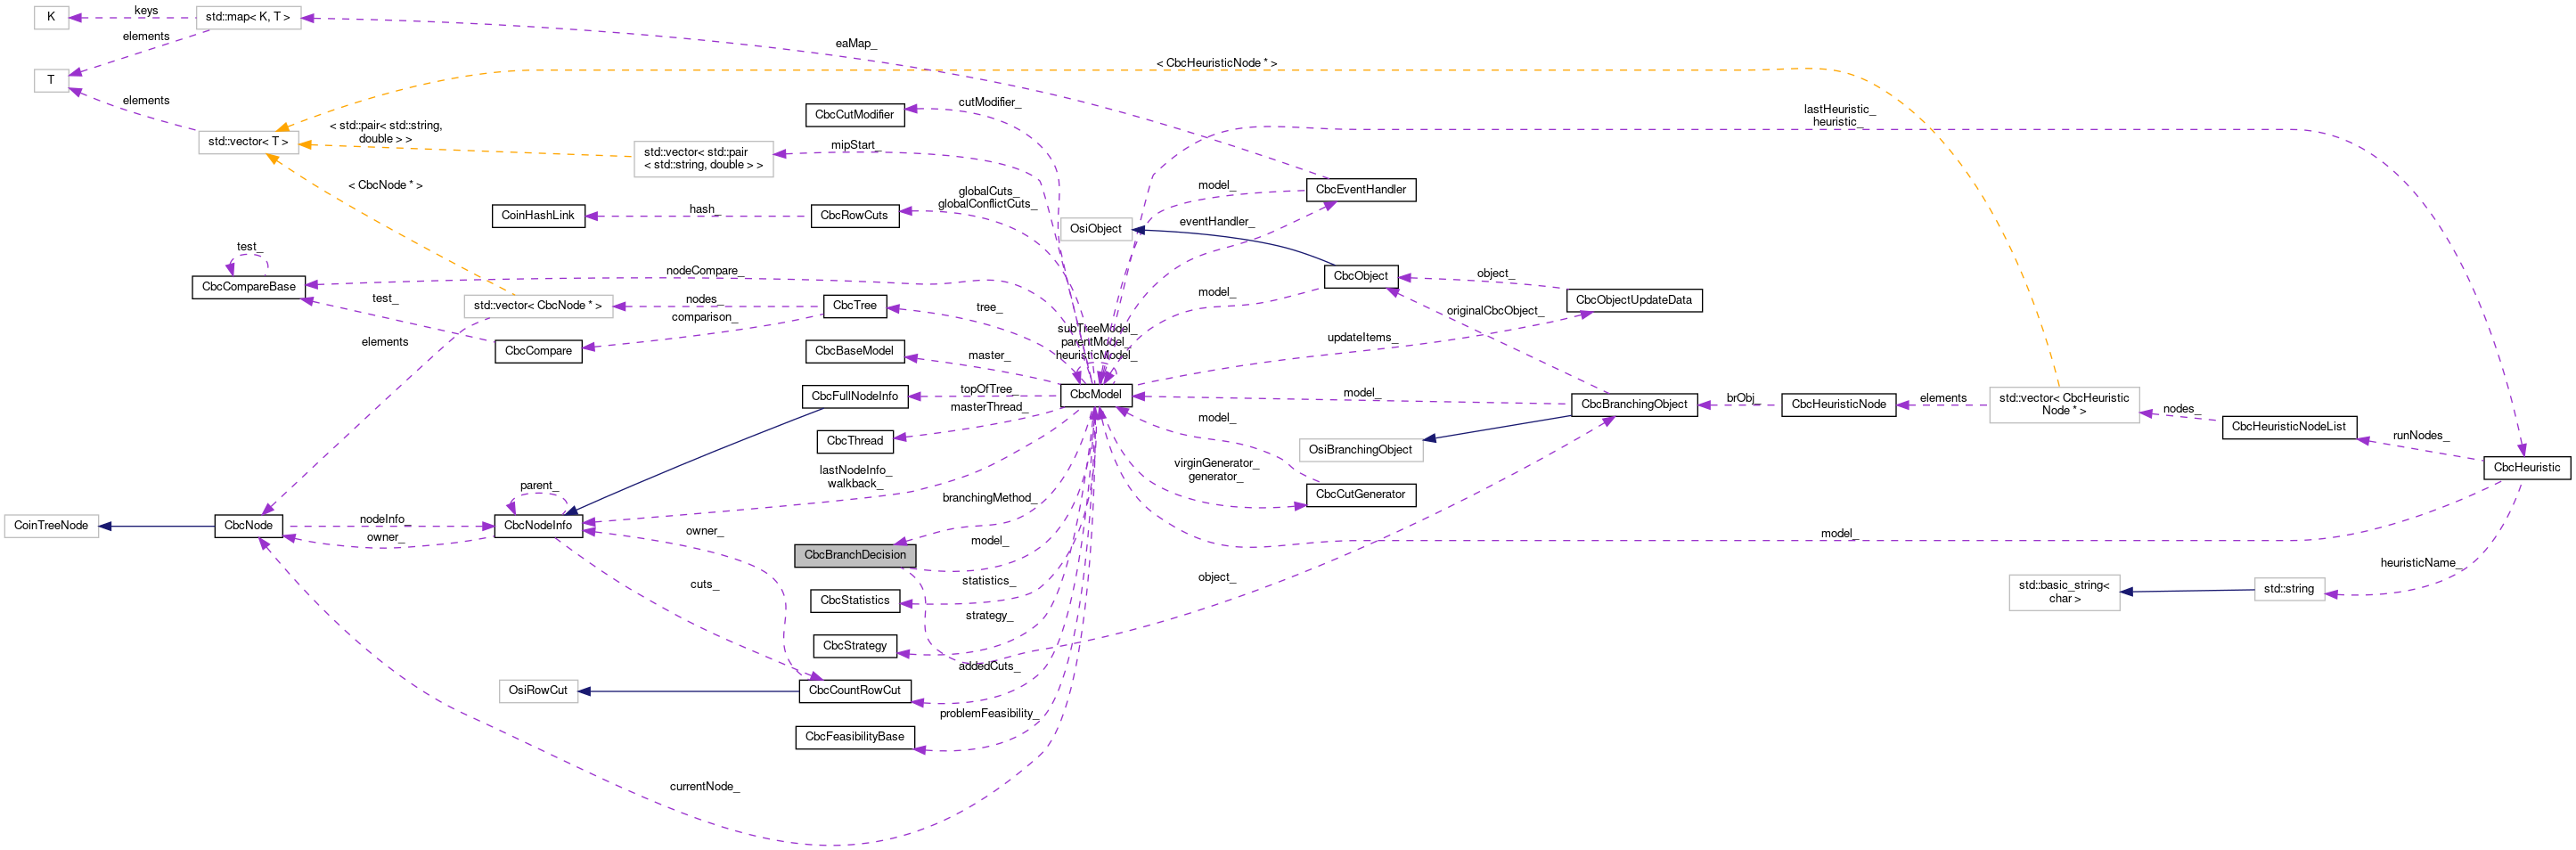 K
keys
std::map< K, T >
elements
eaMap_
T
< CbcHeuristicNode * >
elements
cutModifier_
lastHeuristic_
heuristic_
CbcCutModifier
< std::pair< std::string,
double > >
std::vector< T >
mipStart_
std::vector< std::pair
< std::string, double > >
< CbcNode * >
model_
CbcEventHandler
globalCuts_
globalConflictCuts_
CoinHashLink
hash_
CbcRowCuts
eventHandler_
OsiObject
test_
nodeCompare_
CbcObject
object_
CbcCompareBase
model_
test_
std::vector< CbcNode * >
nodes_
CbcTree
tree_
CbcObjectUpdateData
comparison_
originalCbcObject_
elements
subTreeModel_
parentModel_
heuristicModel_
updateItems_
CbcCompare
CbcBaseModel
master_
CbcModel
CbcFullNodeInfo
topOfTree_
model_
CbcBranchingObject
brObj_
CbcHeuristicNode
elements
std::vector< CbcHeuristic
Node * >
nodes_
masterThread_
model_
CbcHeuristicNodeList
CbcThread
OsiBranchingObject
runNodes_
lastNodeInfo_
walkback_
virginGenerator_
generator_
CbcHeuristic
parent_
branchingMethod_
CbcCutGenerator
CoinTreeNode
CbcNode
nodeInfo_
owner_
CbcNodeInfo
owner_
model_
model_
CbcBranchDecision
cuts_
statistics_
object_
heuristicName_
std::basic_string<
char >
std::string
CbcStatistics
strategy_
CbcStrategy
addedCuts_
OsiRowCut
CbcCountRowCut
problemFeasibility_
CbcFeasibilityBase
currentNode_